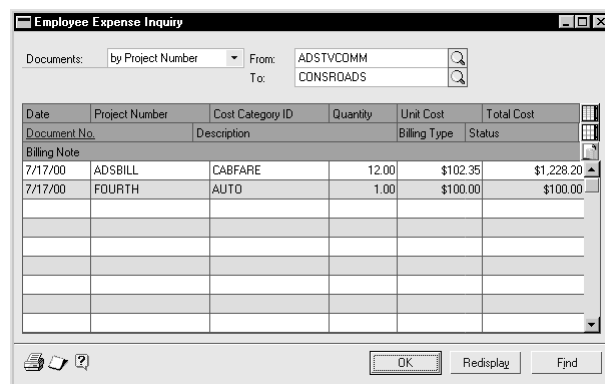 Employee Expense Inquiry
Documents: by Project Number From: ADSTVCOMM
To: CONSROADS
Date Project Number Cost Category ID Quantity Unit Cost Total Cost
Document No. Description Billing Type Status
Billing Note
7/17/00 ADSBILL CABFARE 12.00 $102.35 $1,228.20
7/17/00 FOURTH AUTO 1.00 $100.00 $100.00
OK Redisplay Find